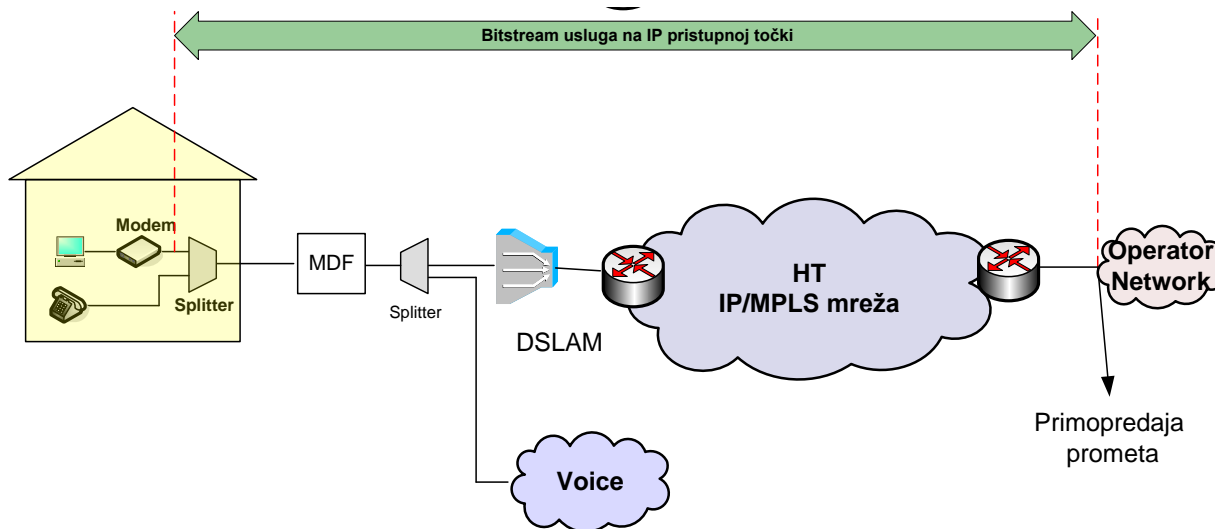 Bitstream usluga na IP pristupnoj točki
Modem
Splitter
MDF
Splitter
DSLAM
HT
IP/MPLS mreža
Operator
Network
Primopredaja
prometa
Voice